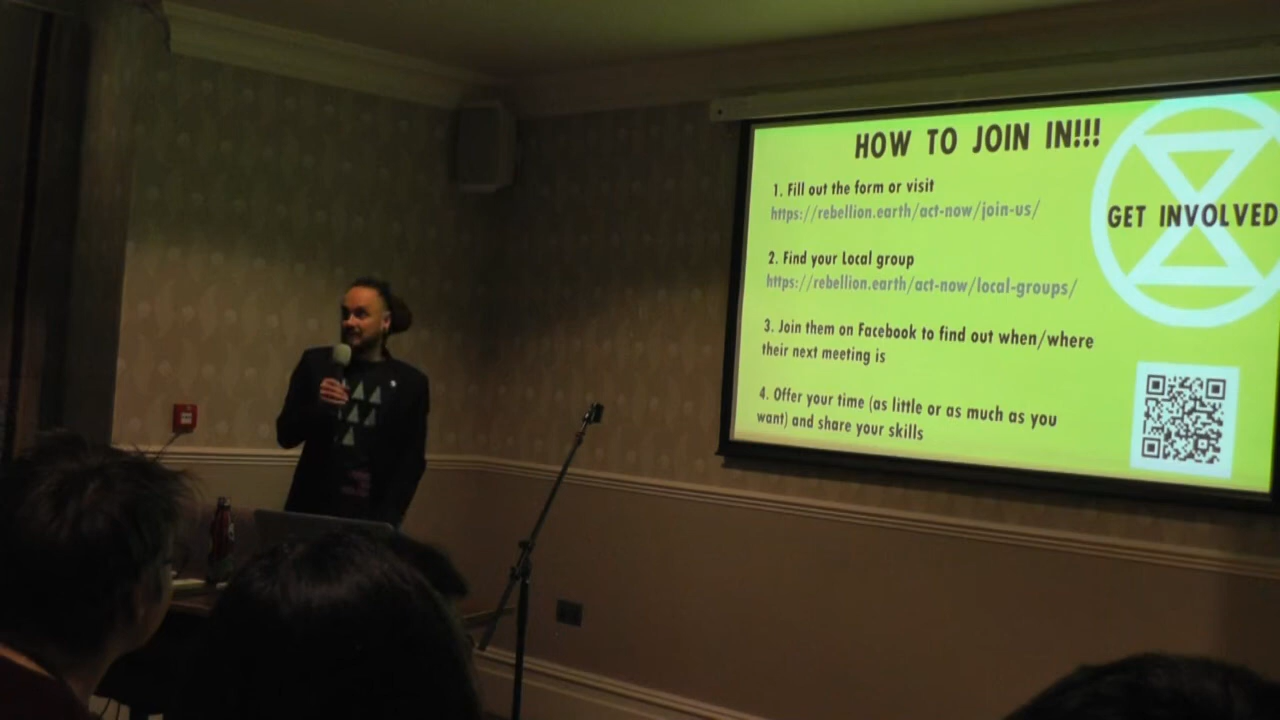 HOW TO JOIN IN!!!
1. Fill out the form or visit
https://rebellion.earth/act-now/join-us/
GET INVOLVED
2. Find your Local group
https://rebellion.earth/act-now/local-groups/
3. Join them on Facebook to find out when/where
their next meeting is
4. Offer your time (as little or as much as you
want) and share your skills